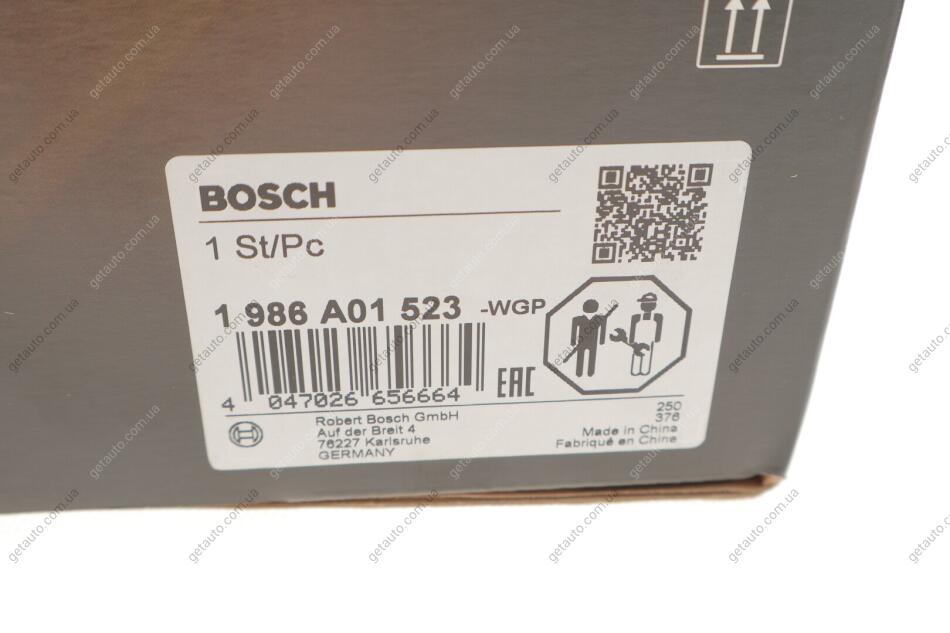 BOSCH
1 St/Pc
1 986 A01 523 -WGP
4 047026 656664
EAC
Robert Bosch GmbH
Auf der Breit 4
76227 Karlsruhe
GERMANY
250
376
Made in China
Fabriqué en Chine
getauto.com.ua